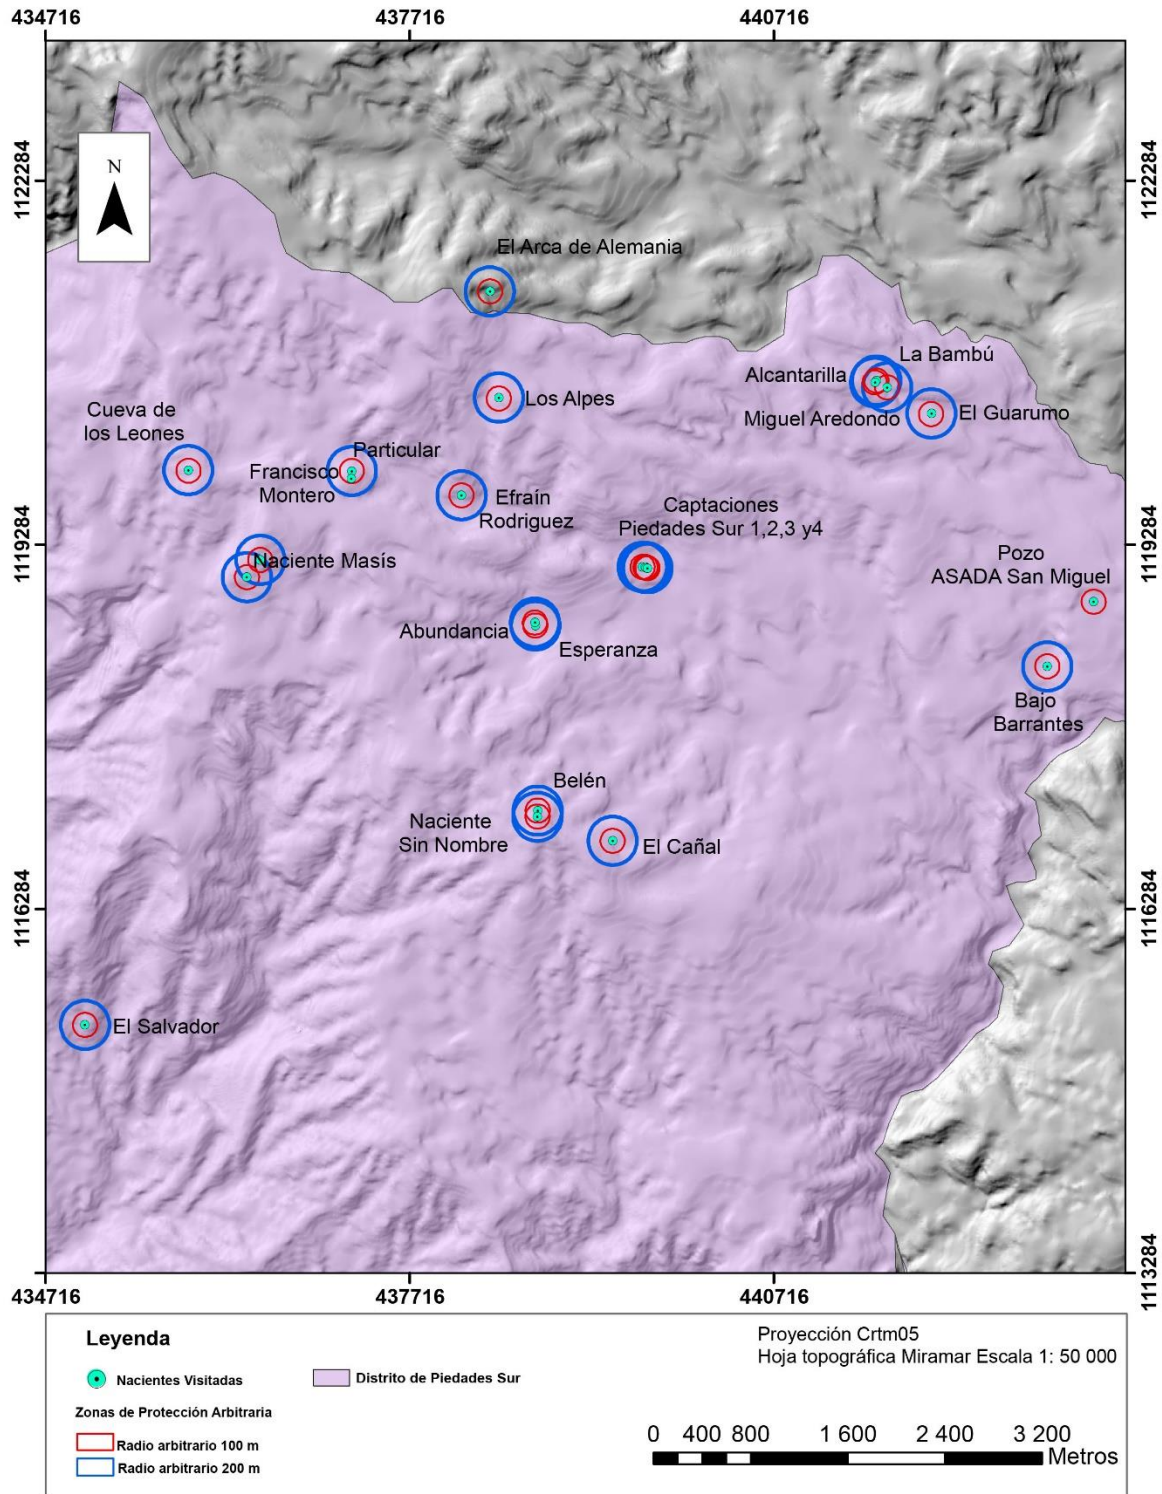 434716
437716
440716
1122284
1122284
N
El Arca de Alemania
La Bambú
Alcantarilla
Los Alpes
Miguel Aredondo
El Guarumo
Cueva de
los Leones
Particular
Francisco
Montero
Efraín
Rodriguez
Captaciones
Piedades Sur 1,2,3 y4
1119284
1119284
Naciente Masís
Pozo
ASADA San Miguel
Abundancia
Esperanza
Bajo
Barrantes
Belén
Naciente
Sin Nombre
El Cañal
1116284
1116284
El Salvador
1113284
434716
437716
440716
Leyenda
Nacientes Visitadas
Distrito de Piedades Sur
Zonas de Protección Arbitraria
Radio arbitrario 100 m
Radio arbitrario 200 m
Proyección Crtm05
Hoja topográfica Miramar Escala 1: 50 000
0 400 800 1 600 2 400 3 200
Metros